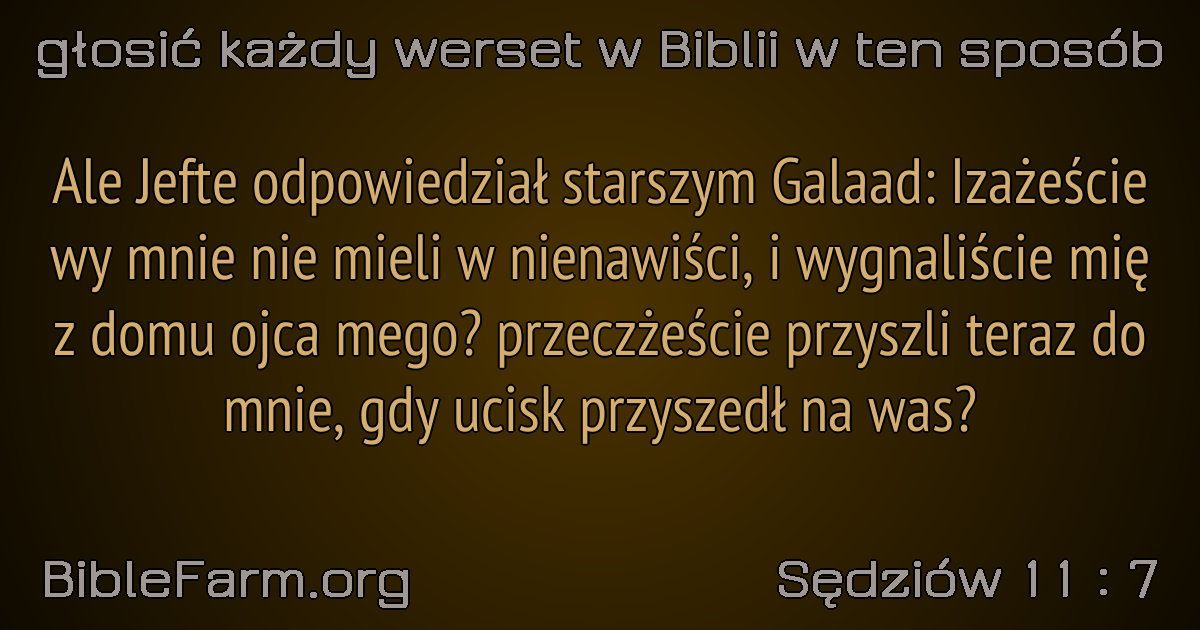 głosić każdy werset w Biblii w ten sposób
Ale Jefte odpowiedział starszym Galaad: Izażeście
wy mnie nie mieli w nienawiści, i wygnaliście mię
z domu ojca mego? przeczżeście przyszli teraz do
mnie, gdy ucisk przyszedł na was?
BibleFarm.org
Sędziów 11 : 7